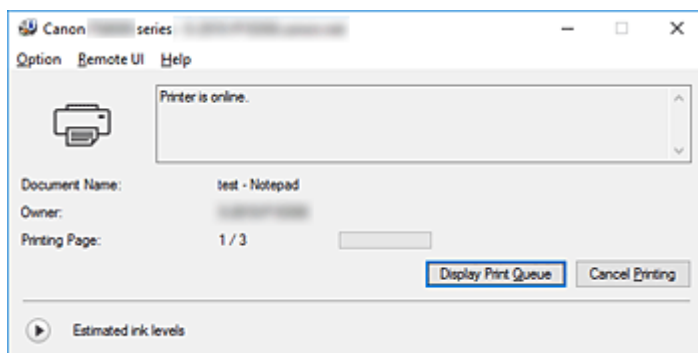 Canon series
Option Remote UI Help
Printer is online.
Document Name: test - Notepad
Owner:
Printing Page: 1 / 3
Display Print Queue Cancel Printing
Estimated ink levels